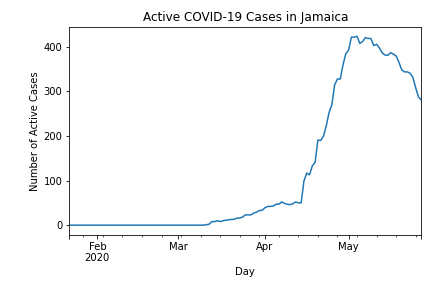 Active COVID-19 Cases in Jamaica
Number of Active Cases
400
300
200
100
0
Feb
2020
Mar
Apr
May
Day